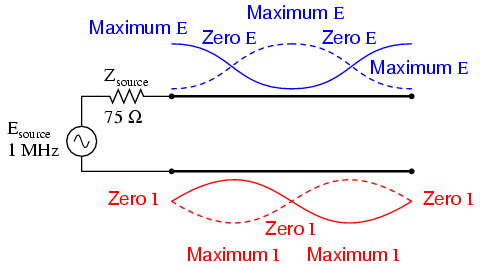 Maximum E
Maximum E
Zero E
Zero E
Maximum E
Zsource
75 Ω
Esource
1 MHz
Zero I
Zero I
Zero I
Maximum I
Maximum I